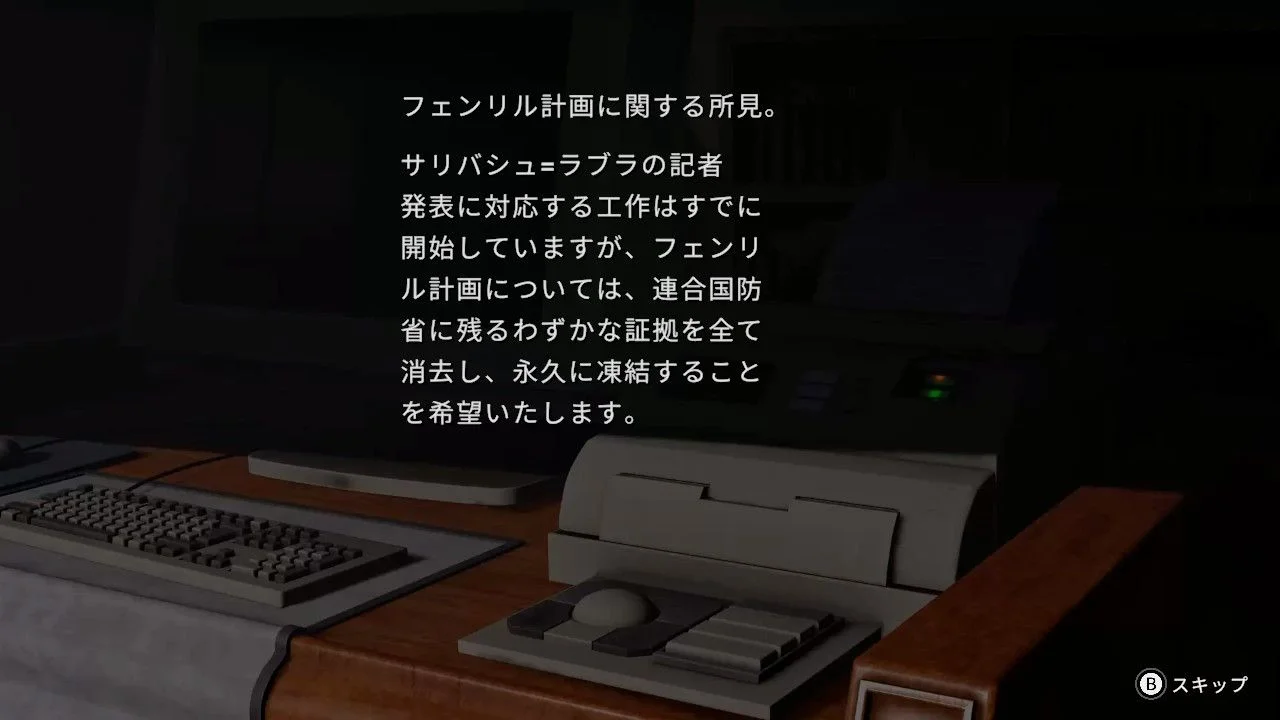 フェンリル計画に関する所見。
サリバシュ=ラブラの記者
発表に対応する工作はすでに
開始していますが、フェンリ
ル計画については、連合国防
省に残るわずかな証拠を全て
消去し、永久に凍結すること
を希望いたします。
B スキップ